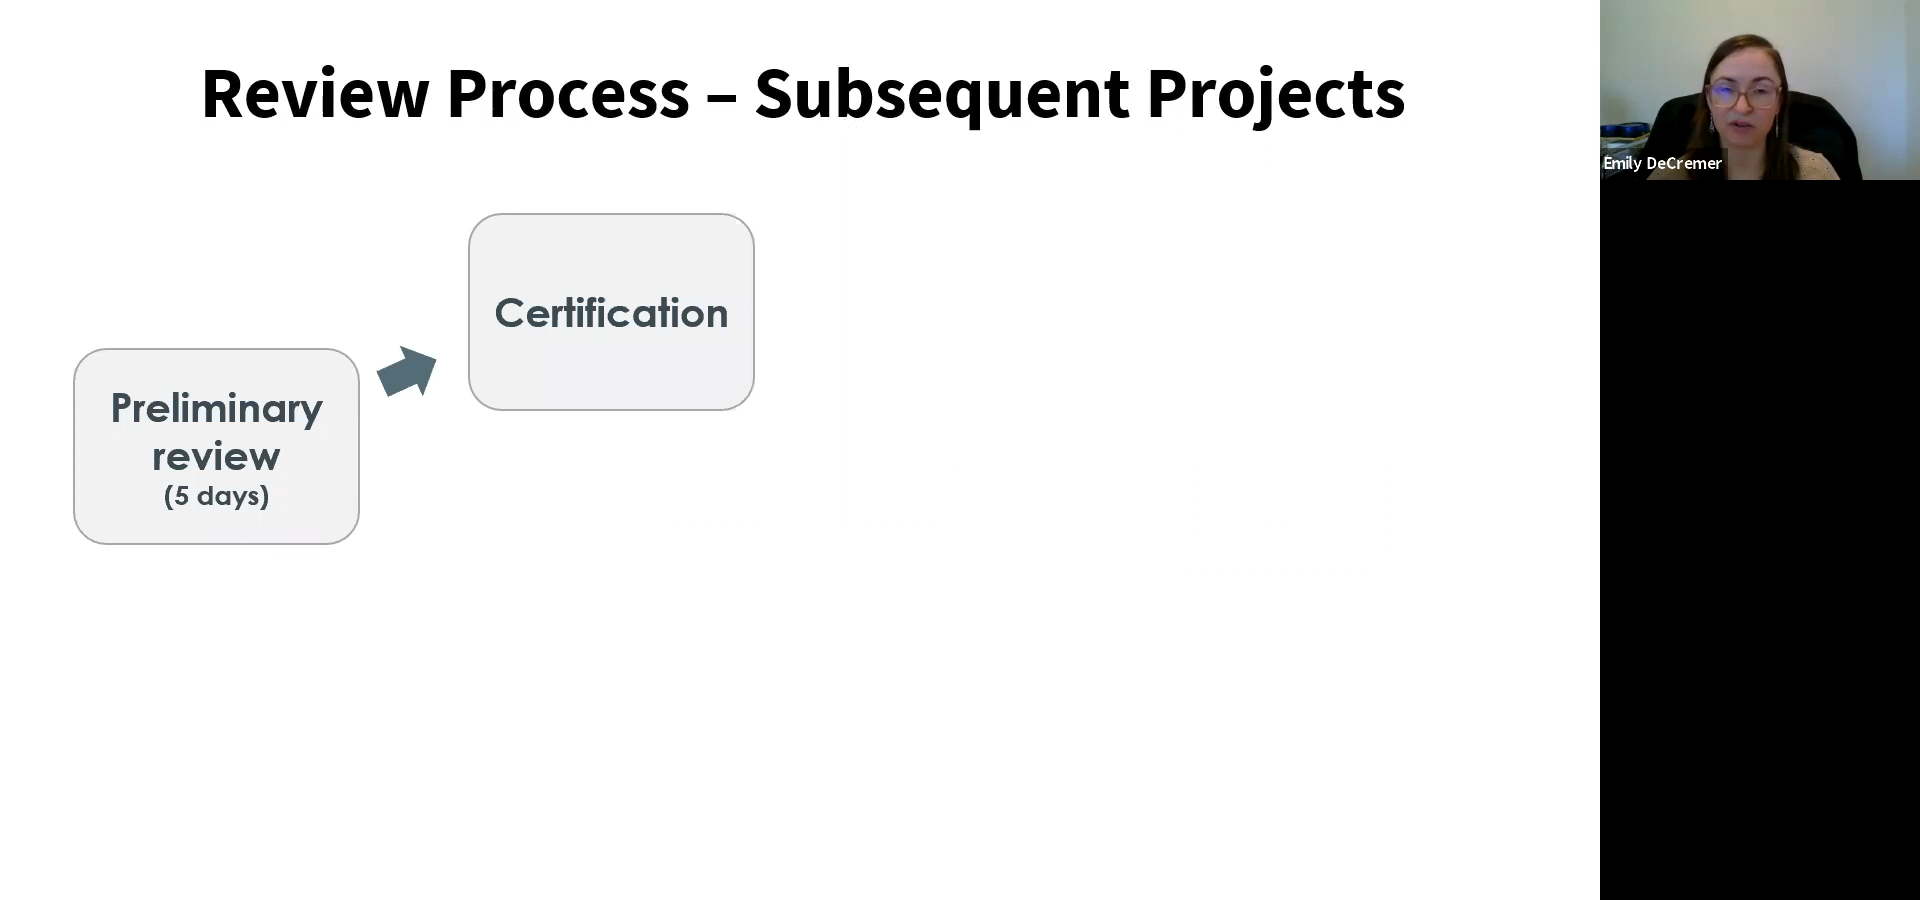 Review Process – Subsequent Projects
Emily DeCremer
Certification
Preliminary
review
(5 days)